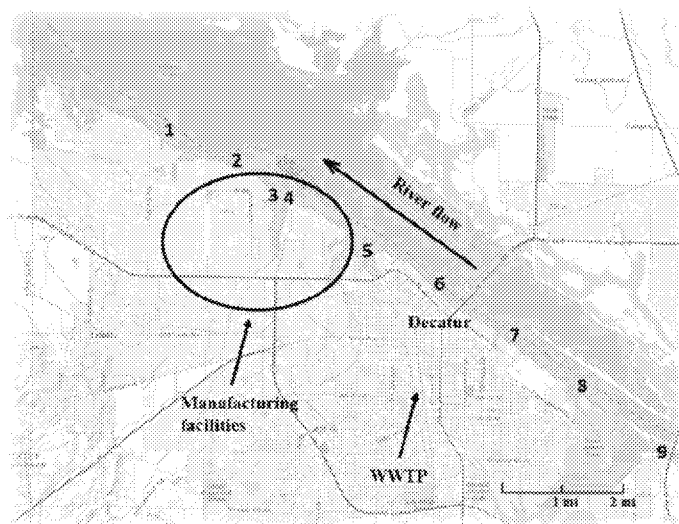 1
2
3 4
River flow
5
6
Decatur
7
8
Manufacturing
facilities
9
WWTP
1 mi 2 mi